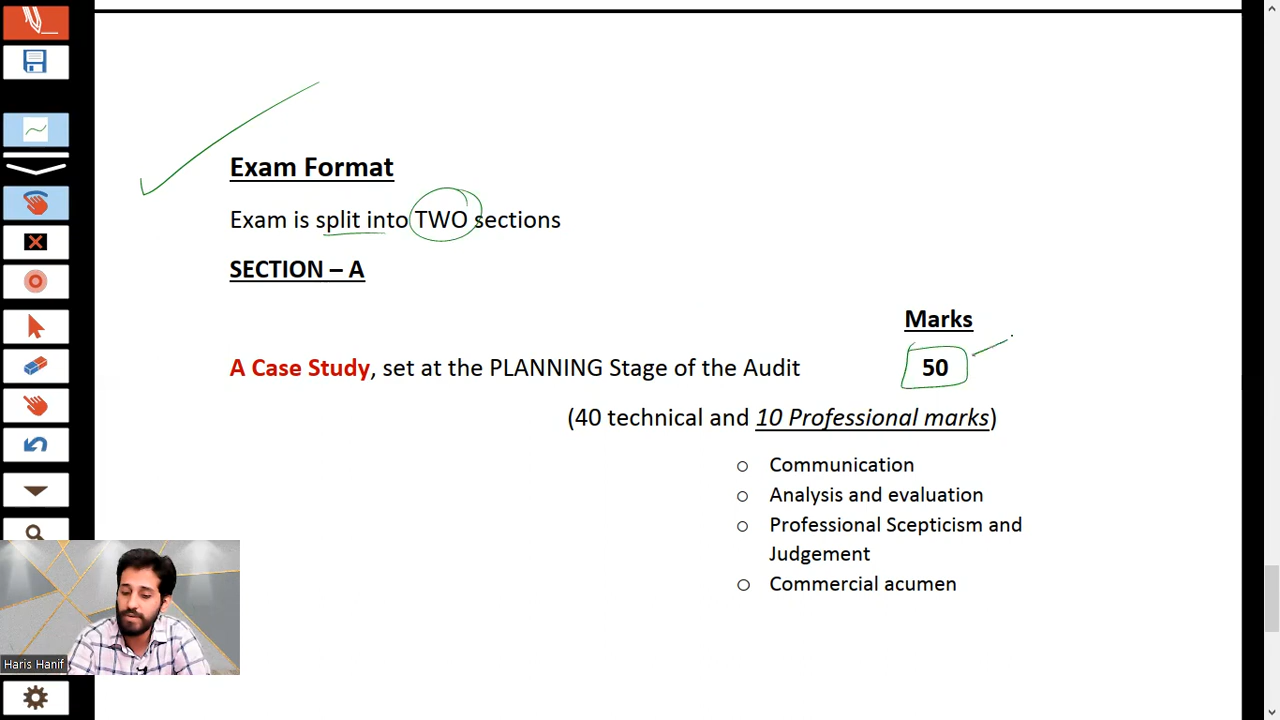 Exam Format
Exam is split into TWO sections
SECTION – A
Marks
A Case Study, set at the PLANNING Stage of the Audit 50
(40 technical and 10 Professional marks)
o Communication
o Analysis and evaluation
o Professional Scepticism and
Judgement
o Commercial acumen
Haris Hanif